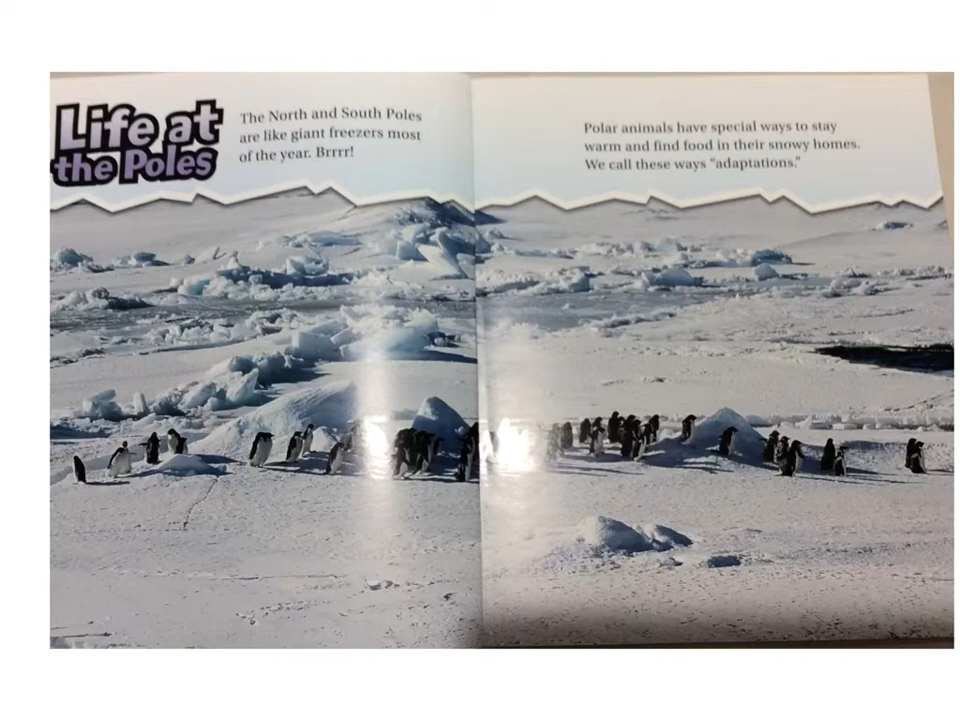 Life at
the Poles
The North and South Poles
are like giant freezers most
of the year. Brrr!
Polar animals have special ways to stay
warm and find food in their snowy homes.
We call these ways “adaptations.”